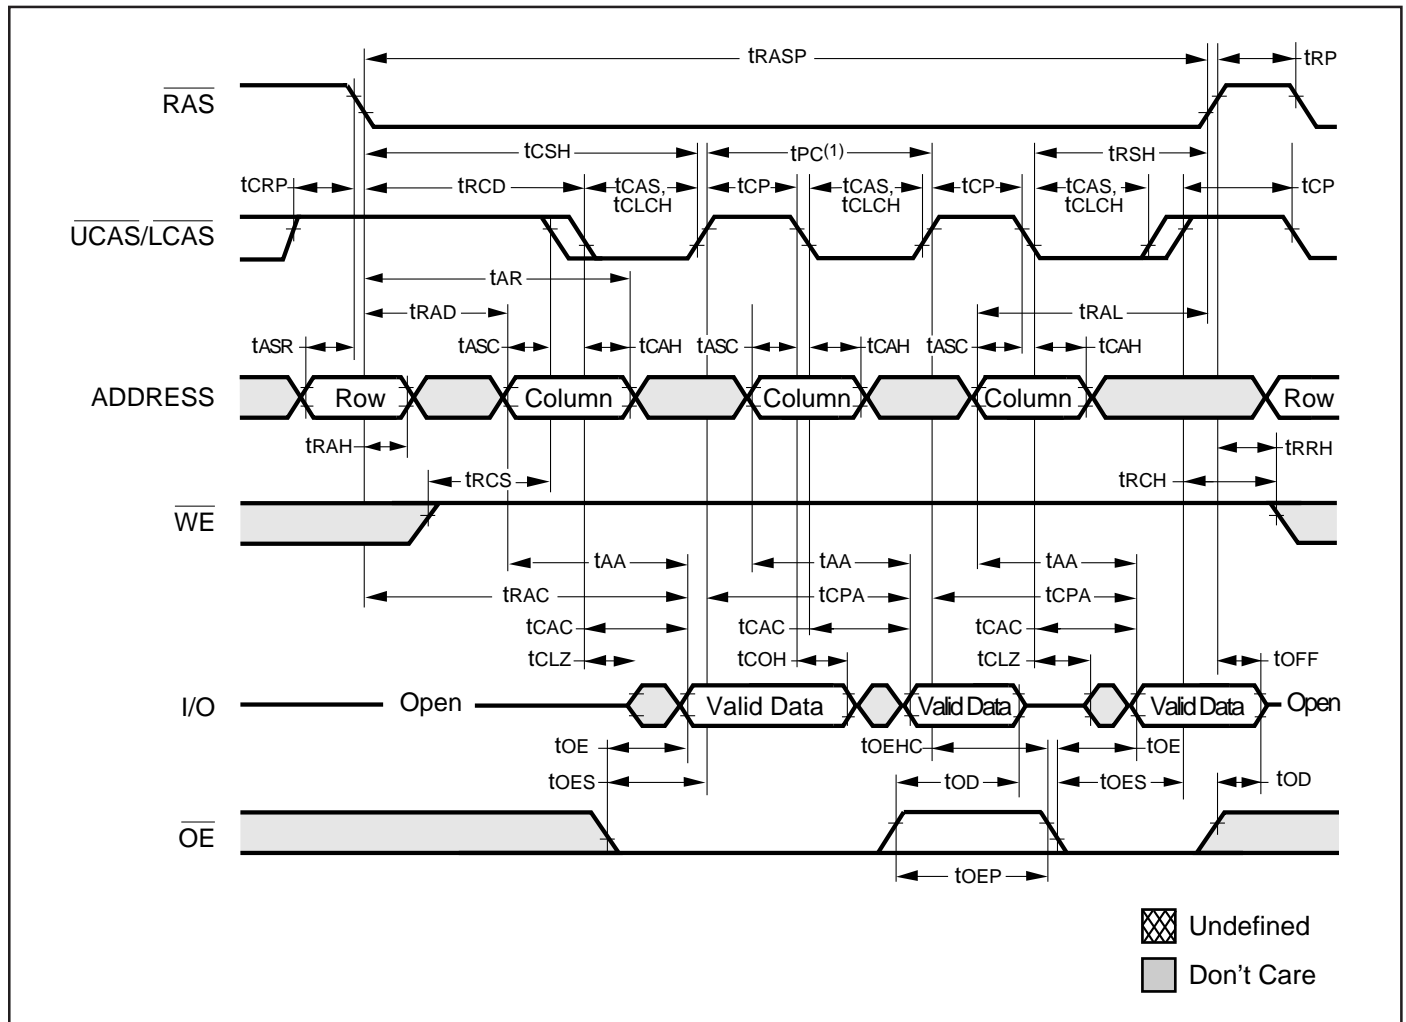 tRASP
tRP
RAS
tCSH
tPC(1)
tRSH
tCRP
tRCD
tCAS,
tCLCH
tCP
tCAS,
tCLCH
tCP
tCAS,
tCLCH
tCP
UCAS/LCAS
tAR
tRAD
tRAL
tASR
tASC
tCAH
tASC
tCAH
tASC
tCAH
ADDRESS
Row
Column
Column
Column
Row
tRAH
tRRH
tRCS
tRCH
WE
tAA
tAA
tAA
tRAC
tCPA
tCPA
tCAC
tCAC
tCAC
tCLZ
tCOH
tCLZ
tOFF
I/O
Open
Valid Data
Valid Data
Valid Data
Open
tOE
tOEHC
tOE
tOES
tOD
tOES
tOD
OE
tOEP
Undefined
Don't Care